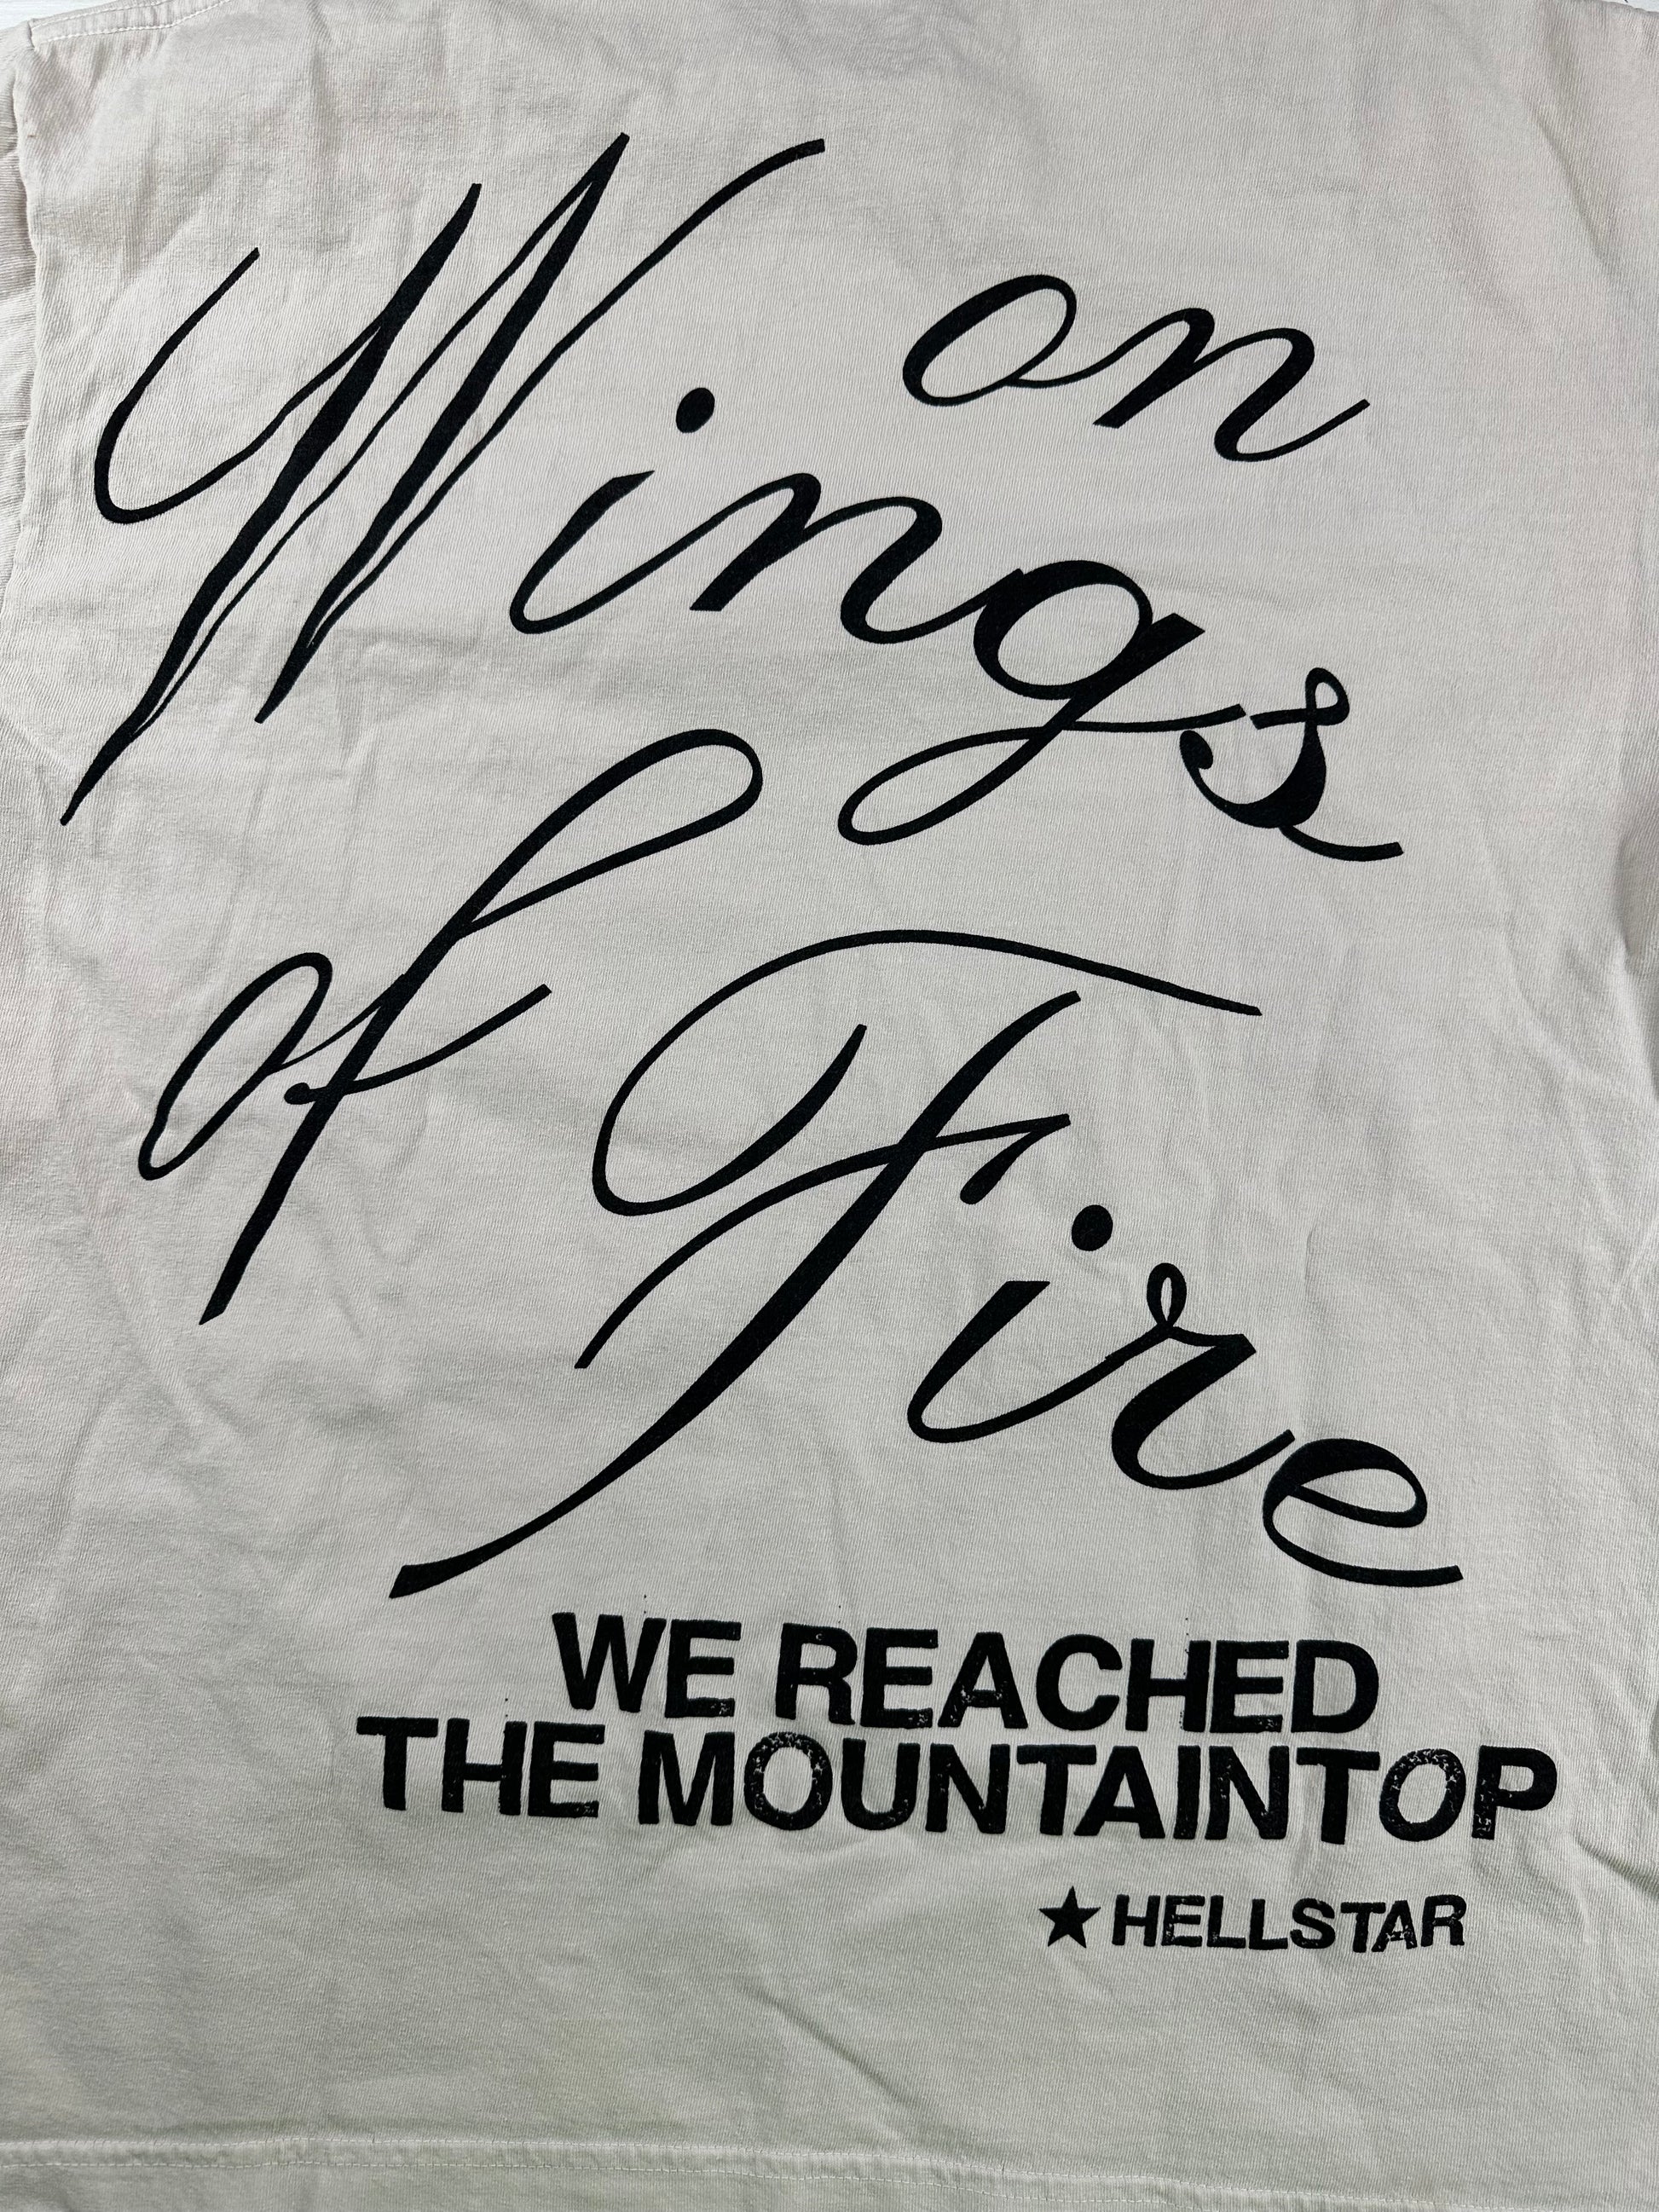 on
Wings
of Fire
WE REACHED
THE MOUNTAINTOP
★HELLSTAR